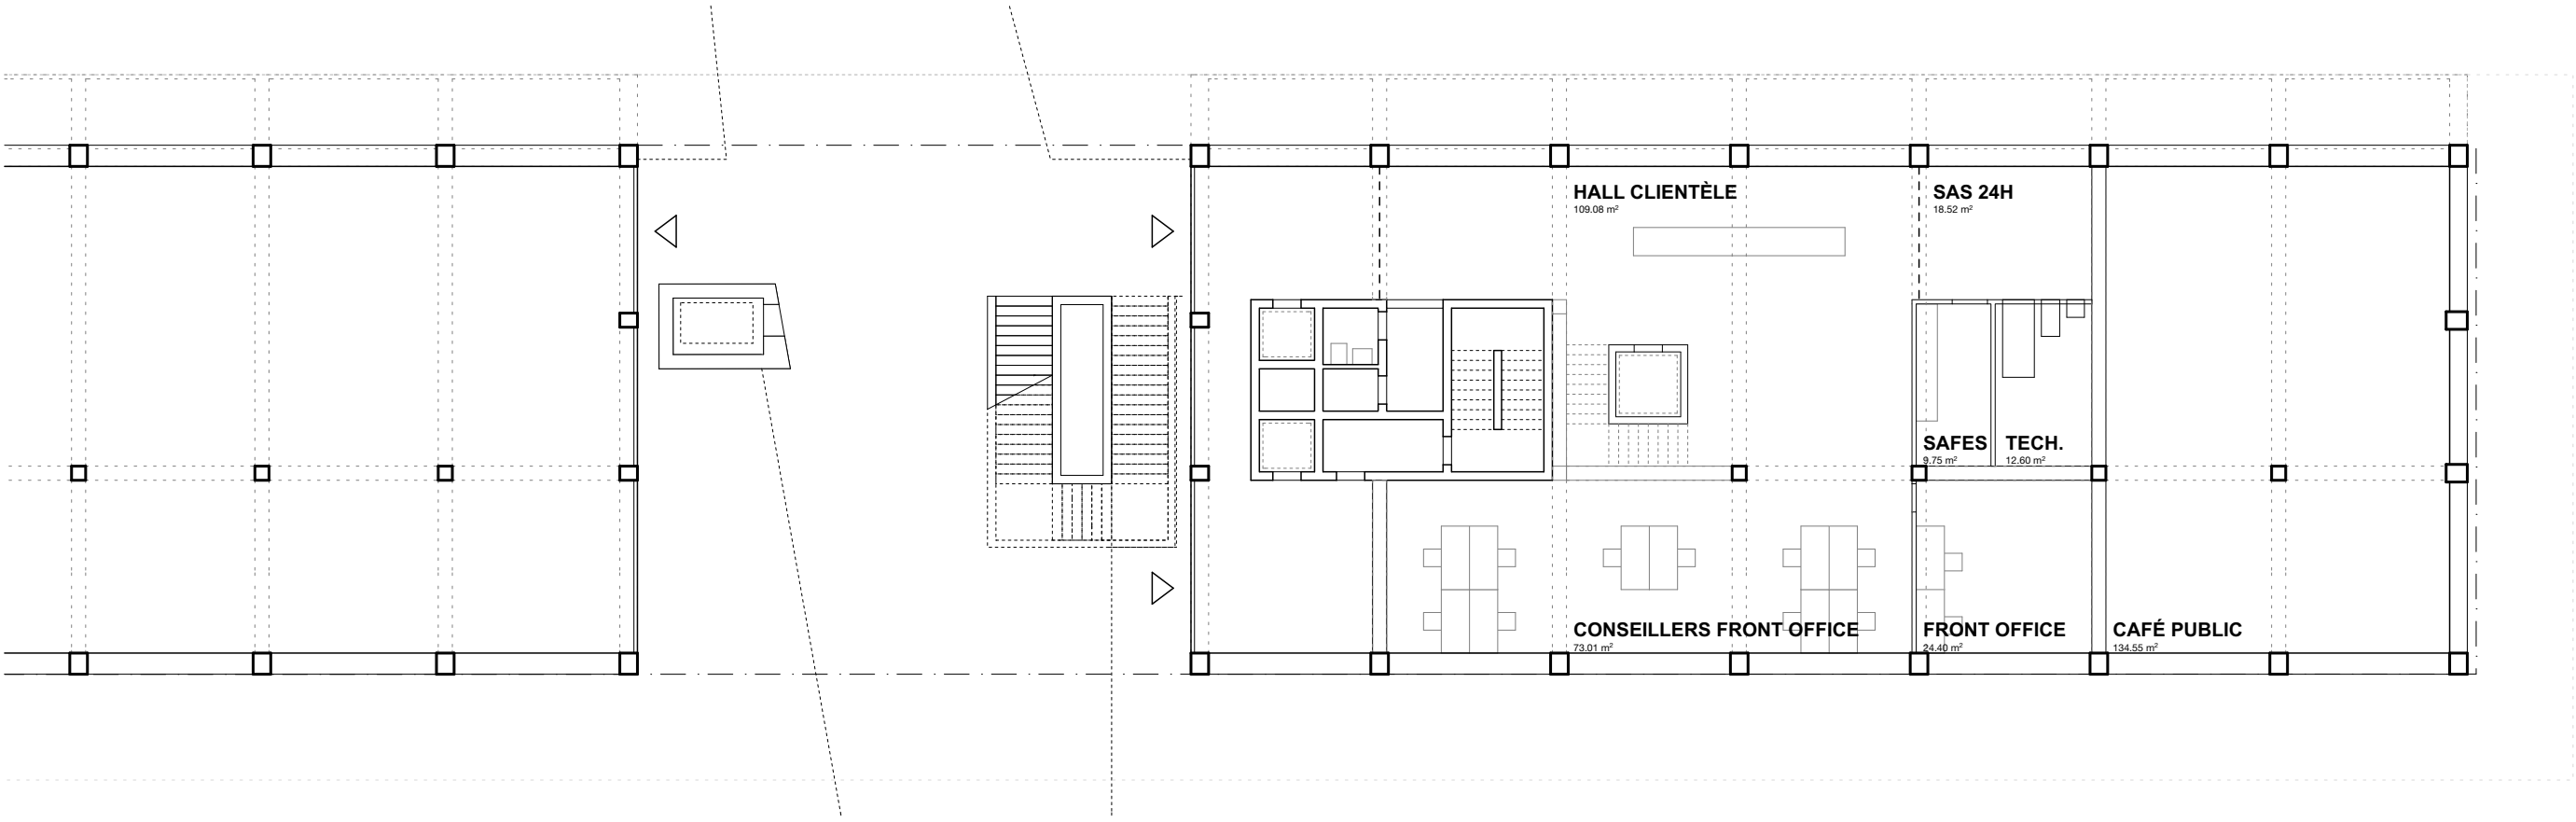 HALL CLIENTÈLE
109.08 m²
SAS 24H
18.52 m²
SAFES
9.75 m²
TECH.
12.60 m²
CONSEILLERS FRONT OFFICE
73.01 m²
FRONT OFFICE
24.40 m²
CAFÉ PUBLIC
134.55 m²